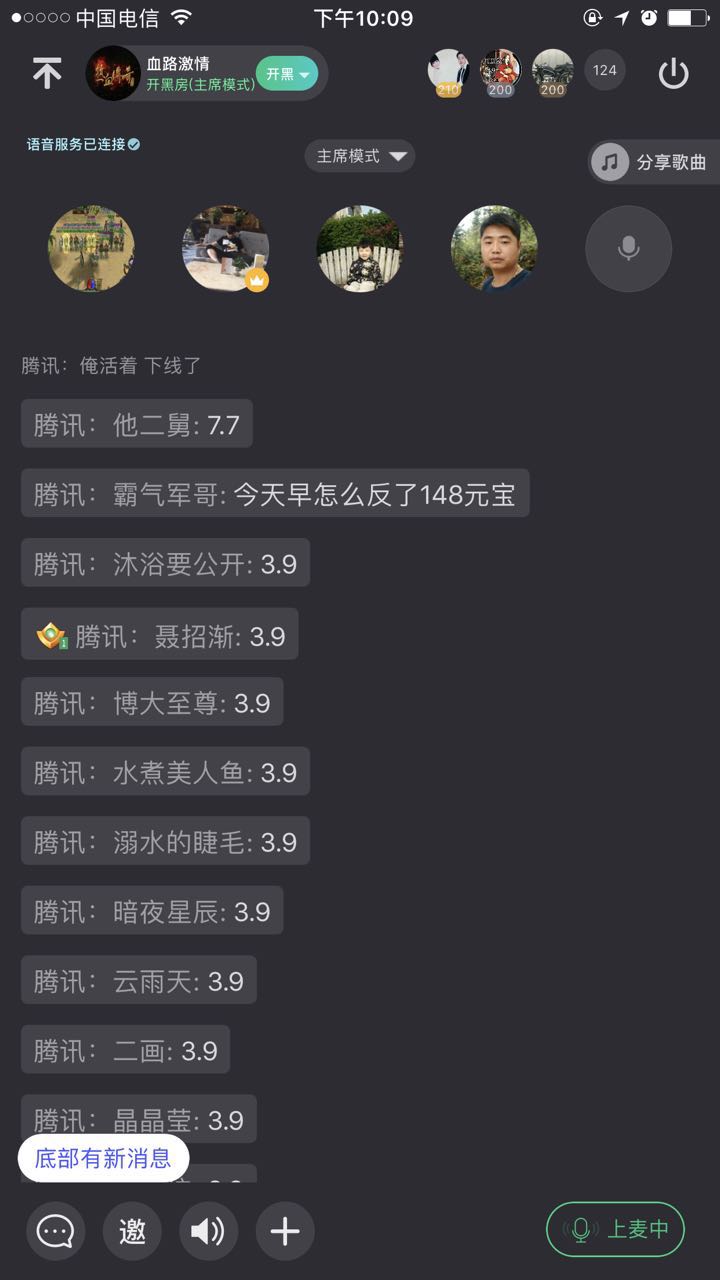 中国电信
下午10:09
血路激情
开黑房(主席模式)
开黑
210
200
200
124
语音服务已连接
主席模式
分享歌曲
腾讯：俺活着 下线了
腾讯：他二舅: 7.7
腾讯：霸气军哥: 今天早怎么反了148元宝
腾讯：沐浴要公开: 3.9
1 腾讯：聂招渐: 3.9
腾讯：博大至尊: 3.9
腾讯：水煮美人鱼: 3.9
腾讯：溺水的睫毛: 3.9
腾讯：暗夜星辰: 3.9
腾讯：云雨天: 3.9
腾讯：二画: 3.9
腾讯：晶晶莹: 3.9
底部有新消息
邀
上麦中